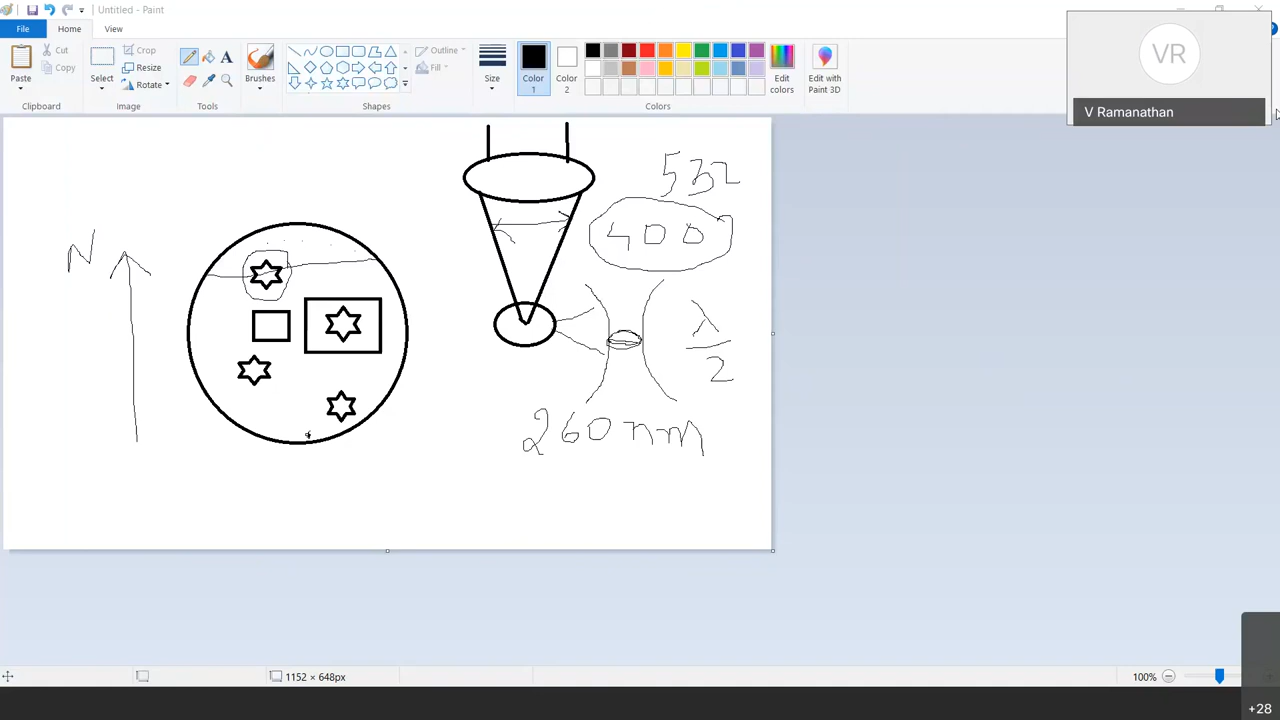 Untitled - Paint
File
Home
View
Paste
Cut
Copy
Clipboard
Select
Crop
Resize
Rotate
Image
A
Tools
Brushes
Outline
Fill
Shapes
Size
Color
1
Color
2
Edit
colors
Edit with
Paint 3D
Colors
VR
V Ramanathan
N
532
400
λ
2
260 nm
1152 × 648px
100%
+28